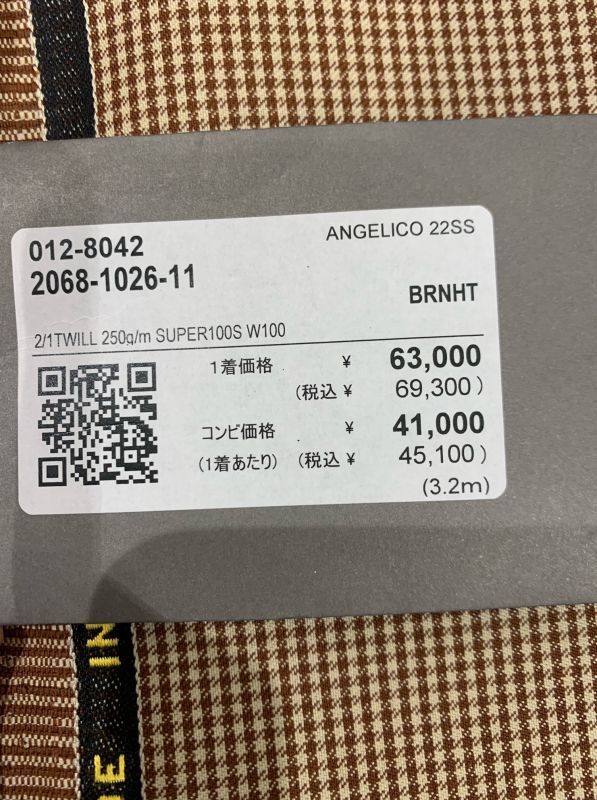 012-8042
ANGELICO 22SS
2068-1026-11
BRNHT
2/1TWILL 250g/m SUPER100S W100
1着価格 ¥ 63,000
(税込 ¥ 69,300 )
コンビ価格 ¥ 41,000
(1着あたり) (税込 ¥ 45,100 )
(3.2m)
IN
DE